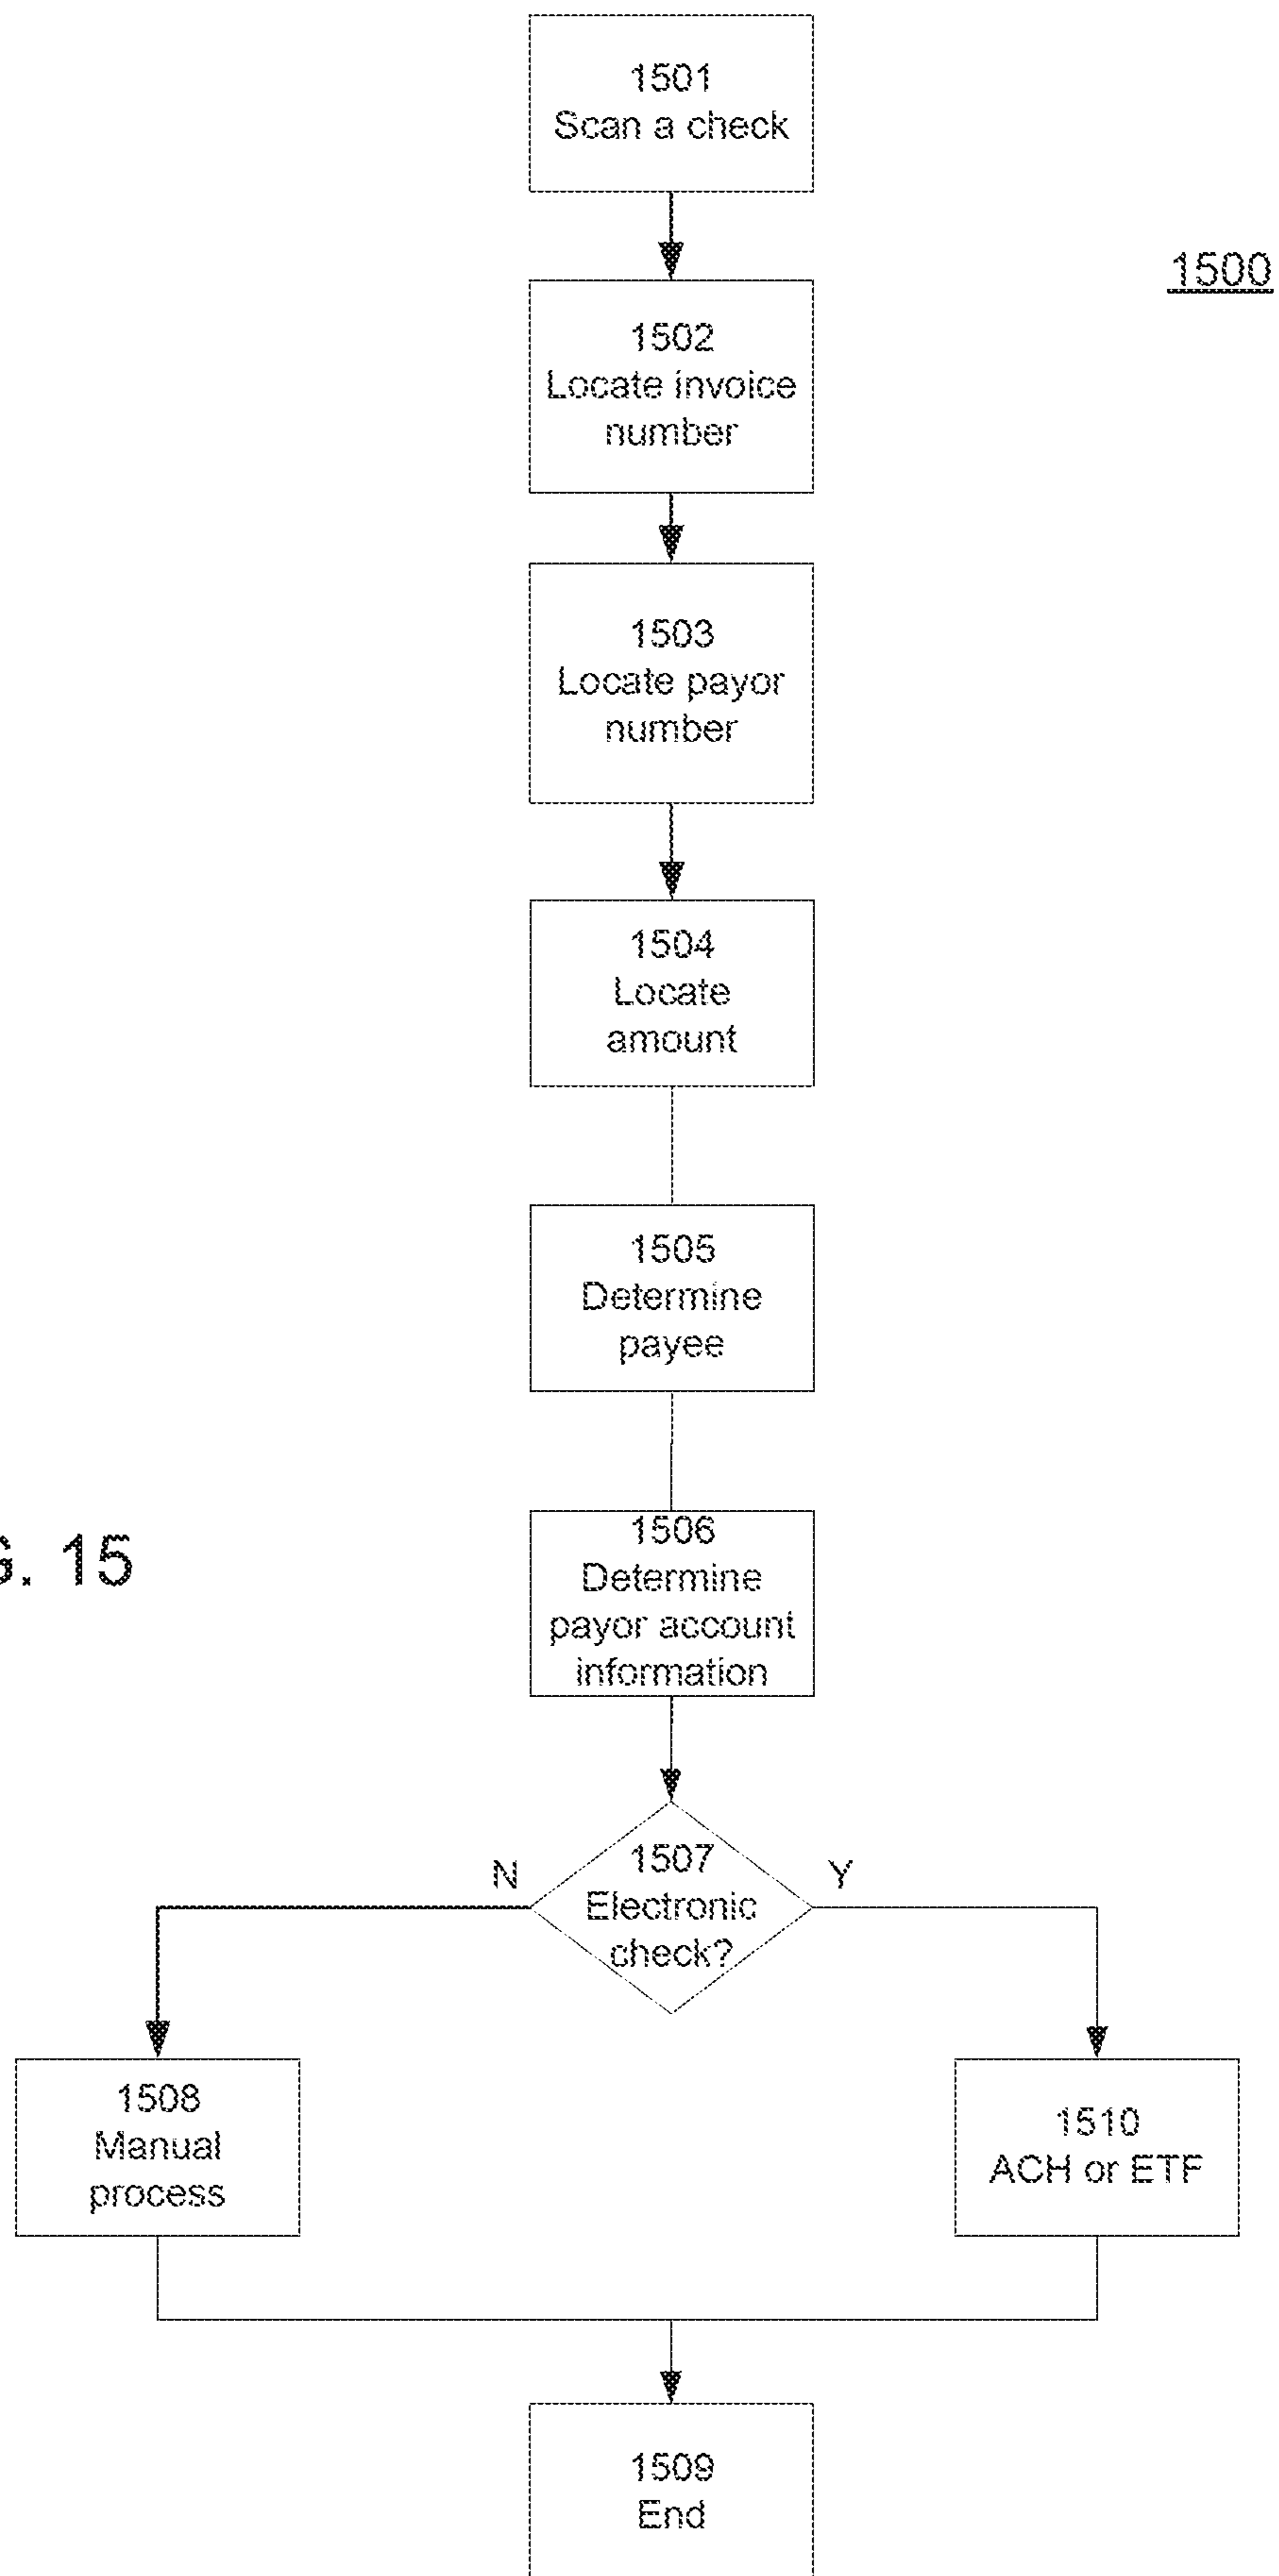 1501
Scan a check
1500
1502
Locate invoice
number
1503
Locate payor
number
1504
Locate
amount
1505
Determine
payee
G. 15
1506
Determine
payor account
information
1507
Electronic
check?
N
Y
1508
Manual
process
1510
ACH or ETF
1509
End